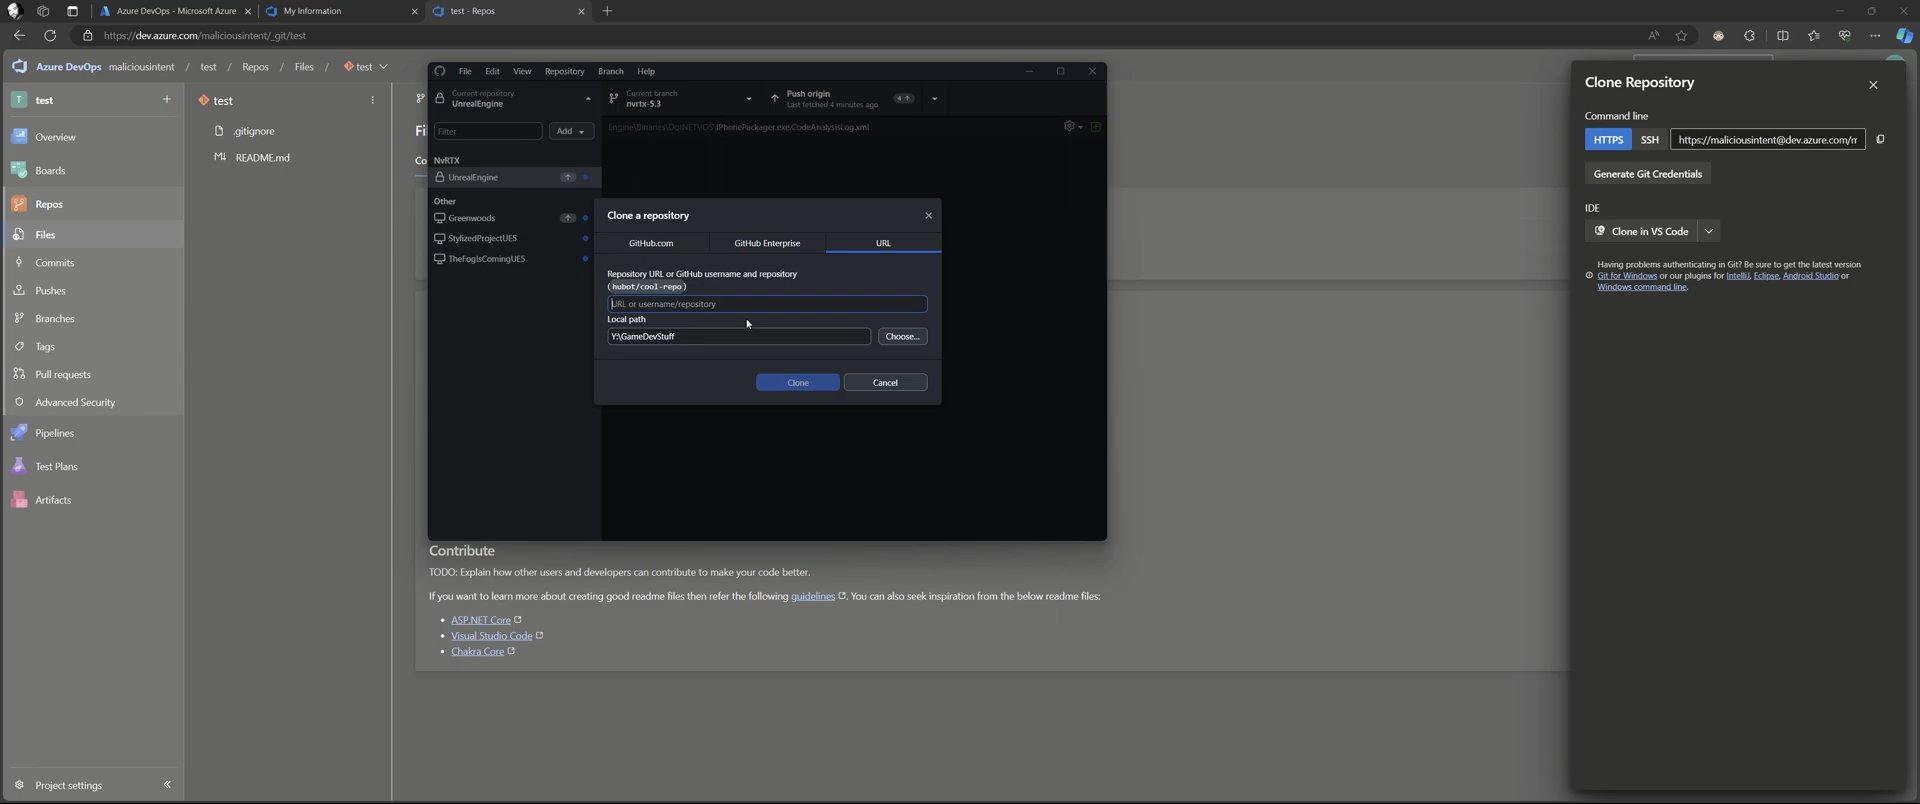 Azure DevOps - Microsoft Azure
My Information
test - Repos
https://dev.azure.com/maliciousintent/_git/test
Azure DevOps maliciousintent / test / Repos / Files / test
test
Overview
Boards
Repos
Files
Commits
Pushes
Branches
Tags
Pull requests
Advanced Security
Pipelines
Test Plans
Artifacts
Project settings
test
.gitignore
README.md
File Edit View Repository Branch Help
Current repository
UnrealEngine
Current branch
nvrtx-5.3
Push origin
Last fetched 4 minutes ago
4
Filter
Add
Engine\Binaries\DotNET\IOS\IPhonePackager.exe.CodeAnalysisLog.xml
NvRTX
UnrealEngine
Other
Greenwoods
StylizedProjectUE5
TheFogIsComingUE5
Clone a repository
GitHub.com
GitHub Enterprise
URL
Repository URL or GitHub username and repository
(hubot/cool-repo)
URL or username/repository
Local path
Y:\GameDevStuff
Choose...
Clone
Cancel
Contribute
TODO: Explain how other users and developers can contribute to make your code better.
If you want to learn more about creating good readme files then refer the following guidelines. You can also seek inspiration from the below readme files:
• ASP.NET Core
• Visual Studio Code
• Chakra Core
Clone Repository
Command line
HTTPS
SSH
https://maliciousintent@dev.azure.com/m
Generate Git Credentials
IDE
Clone in VS Code
Having problems authenticating in Git? Be sure to get the latest version
Git for Windows or our plugins for IntelliJ, Eclipse, Android Studio or
Windows command line.